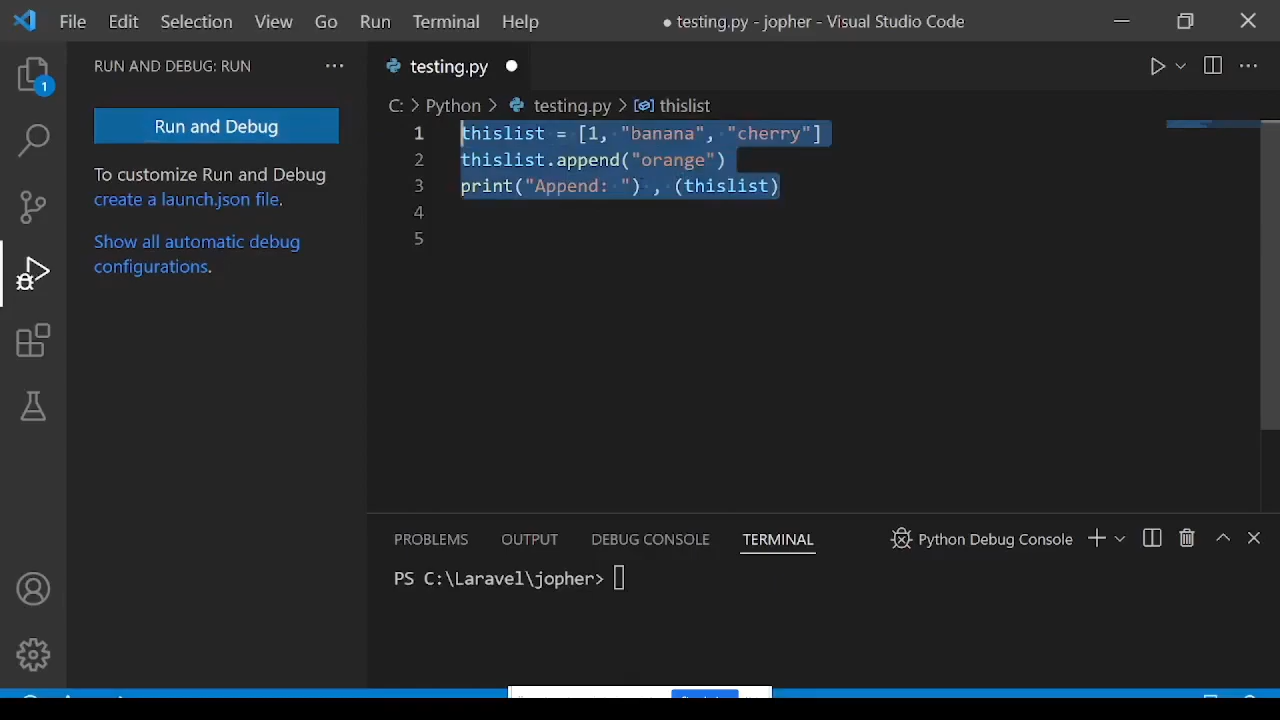 File Edit Selection View Go Run Terminal Help ● testing.py - jopher - Visual Studio Code
RUN AND DEBUG: RUN ...
testing.py
1
Run and Debug
To customize Run and Debug
create a launch.json file.
Show all automatic debug
configurations.
C: > Python > testing.py > thislist
1 thislist = [1, "banana", "cherry"]
2 thislist.append("orange")
3 print("Append: ") , (thislist)
4
5
PROBLEMS OUTPUT DEBUG CONSOLE TERMINAL Python Debug Console
PS C:\Laravel\jopher>